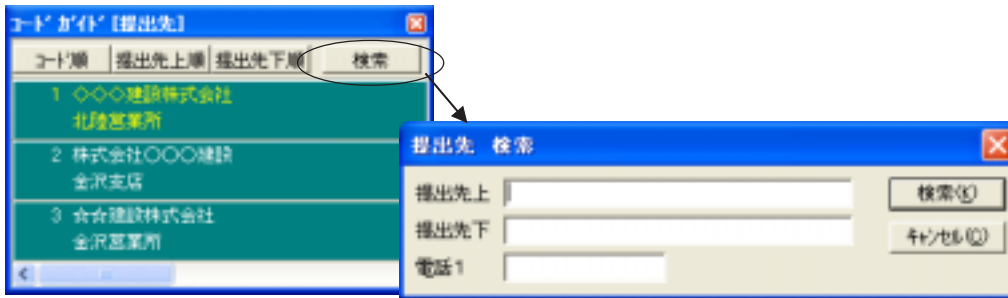 コード ガイド [提出先]
コード順 提出先上順 提出先下順 検索
1 ◇◇◇建設株式会社
北陸営業所
2 株式会社〇〇〇建設
金沢支店
3 ☆☆建設株式会社
金沢営業所
提出先 検索
提出先上
検索(K)
提出先下
キャンセル(C)
電話1